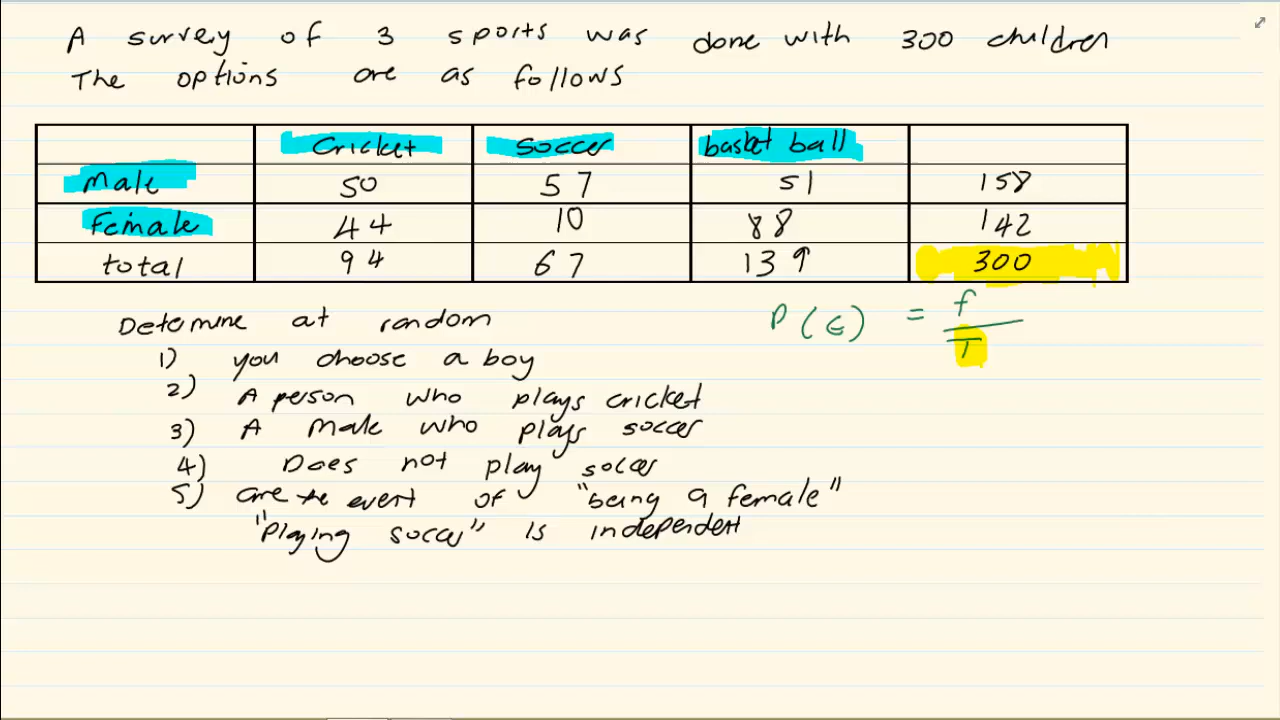 A survey of 3 sports was done with 300 children
The options are as follows
Cricket soccer basket ball
Male 50 57 51 158
Female 44 10 88 142
total 94 67 139 300
Determine at random
P(E) = f/T
1) you choose a boy
2) A person who plays cricket
3) A Male who plays soccer
4) Does not play soccer
5) are the event of "being a female"
"Playing soccer" is independent